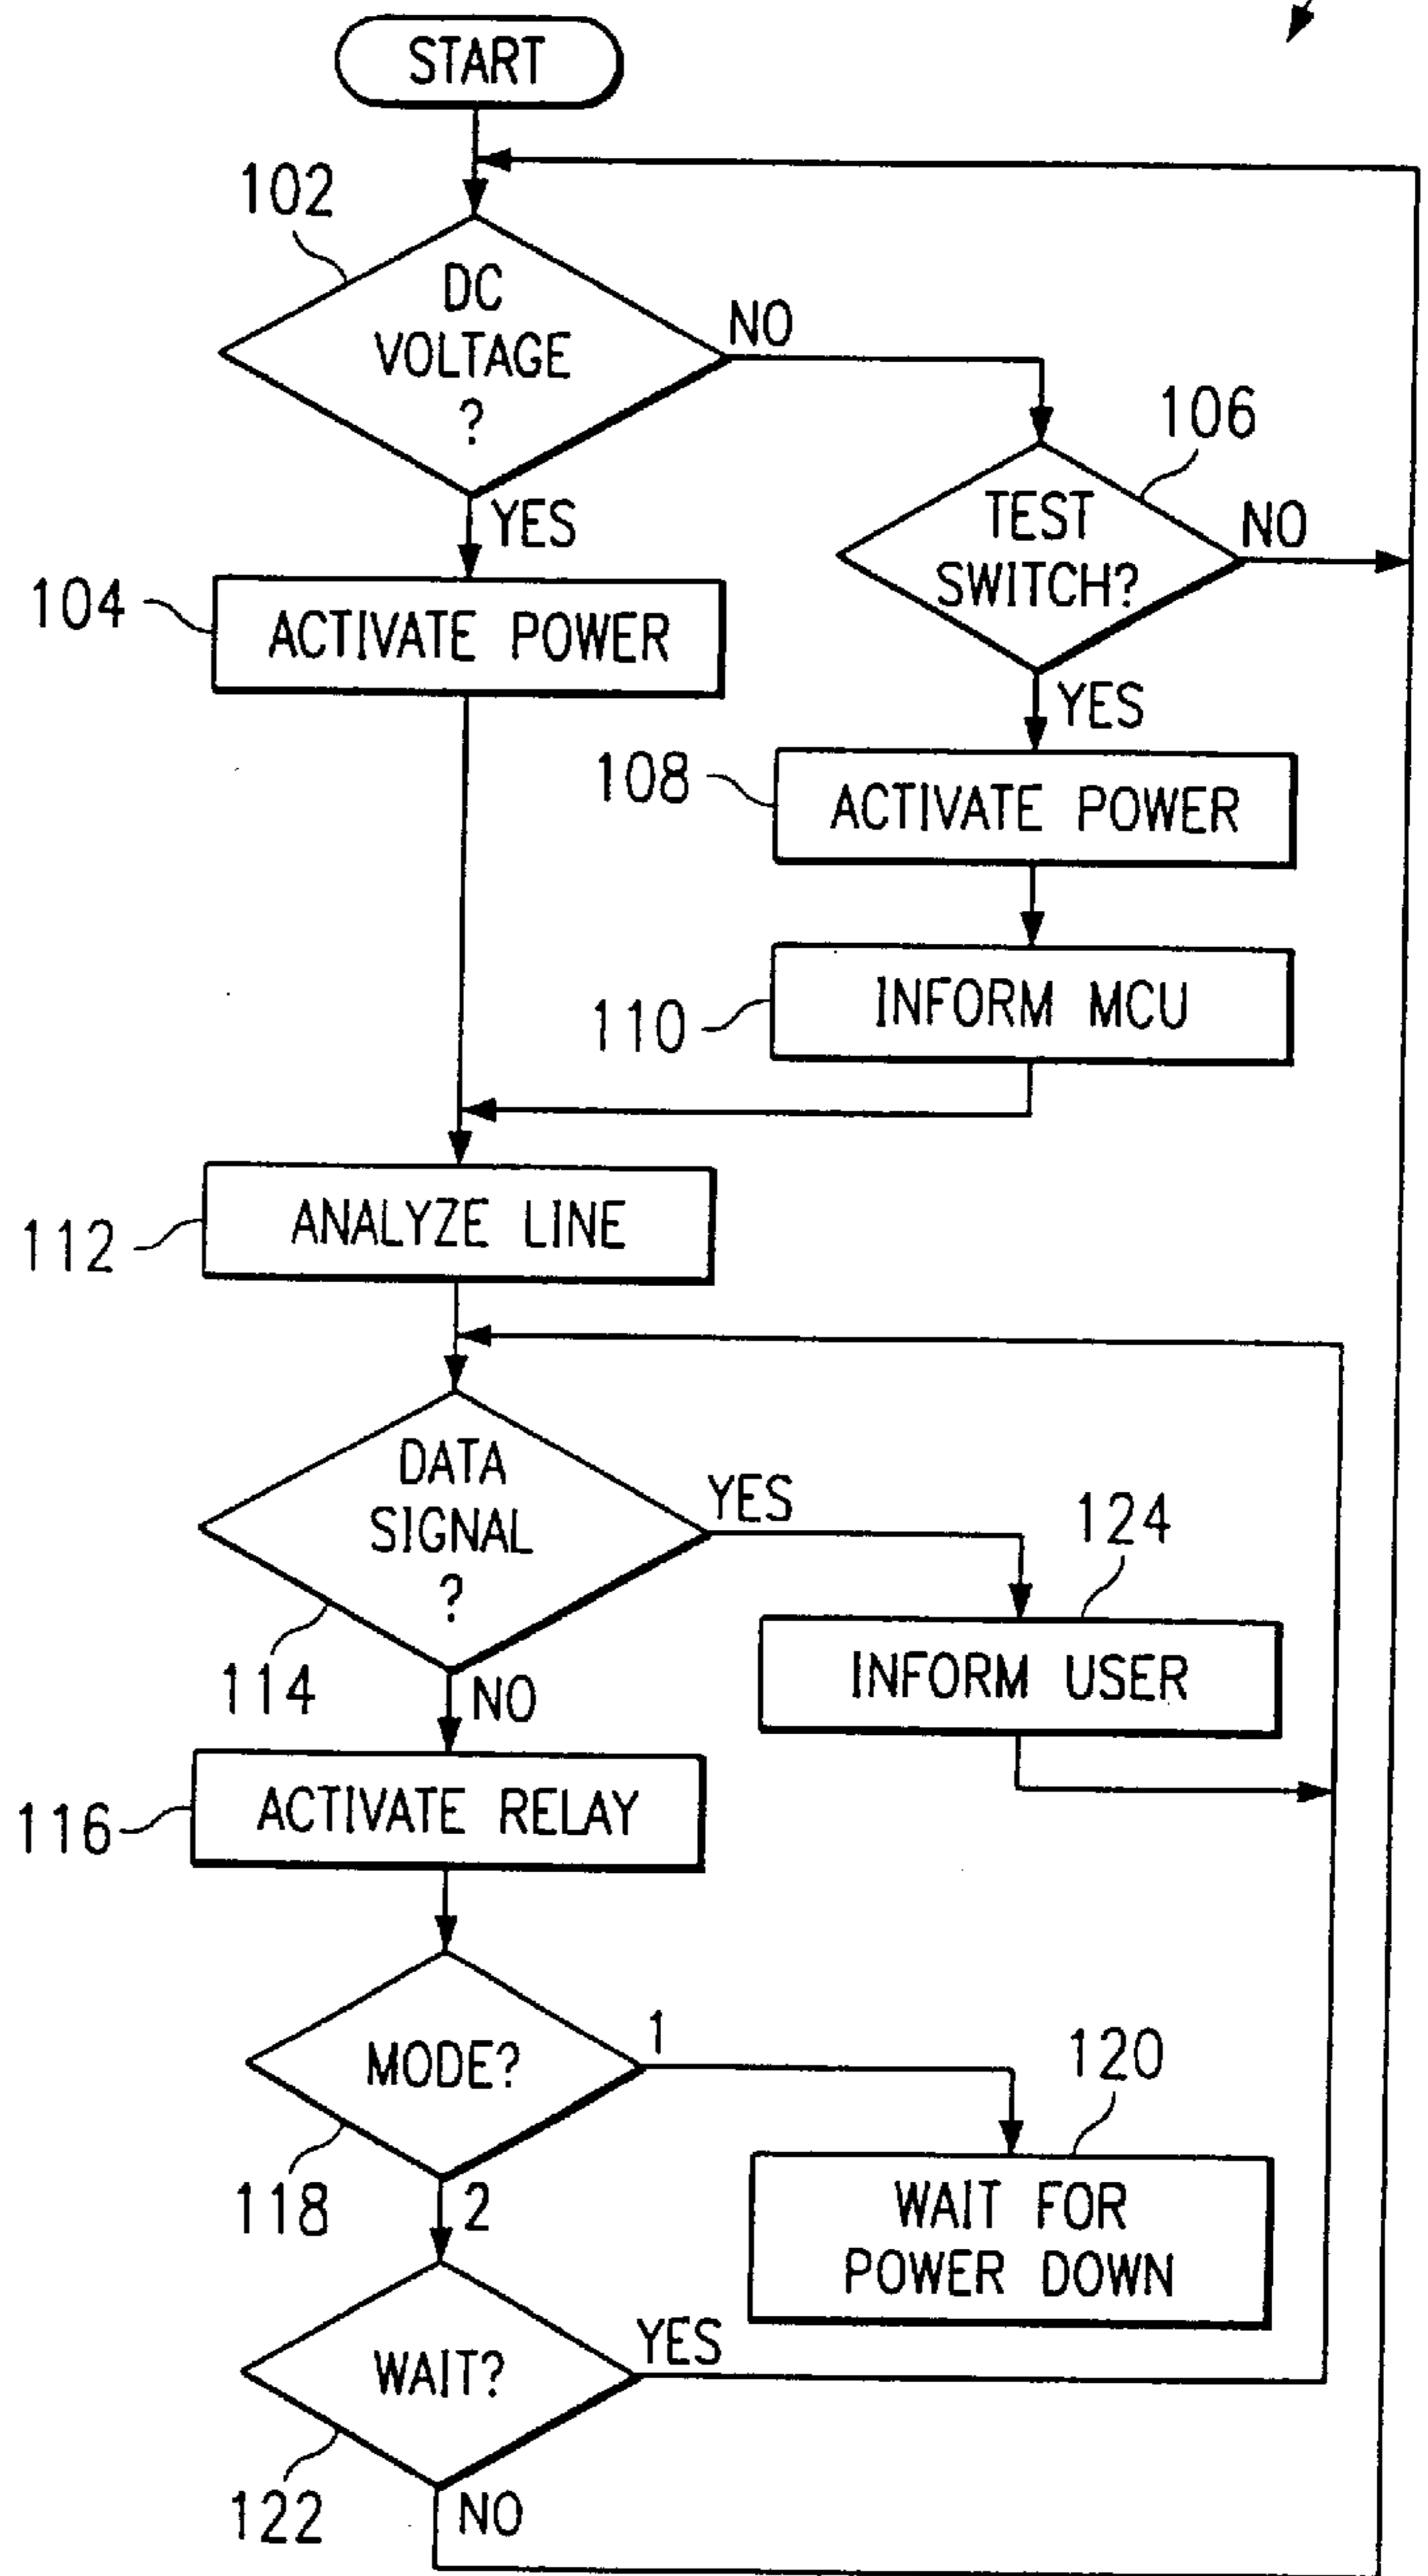 START
102
DC
VOLTAGE
?
NO
106
TEST
SWITCH?
NO
YES
104
ACTIVATE POWER
YES
108
ACTIVATE POWER
110
INFORM MCU
112
ANALYZE LINE
DATA
SIGNAL
?
YES
124
INFORM USER
114
NO
116
ACTIVATE RELAY
MODE?
1
120
118
2
WAIT FOR
POWER DOWN
WAIT?
YES
122
NO